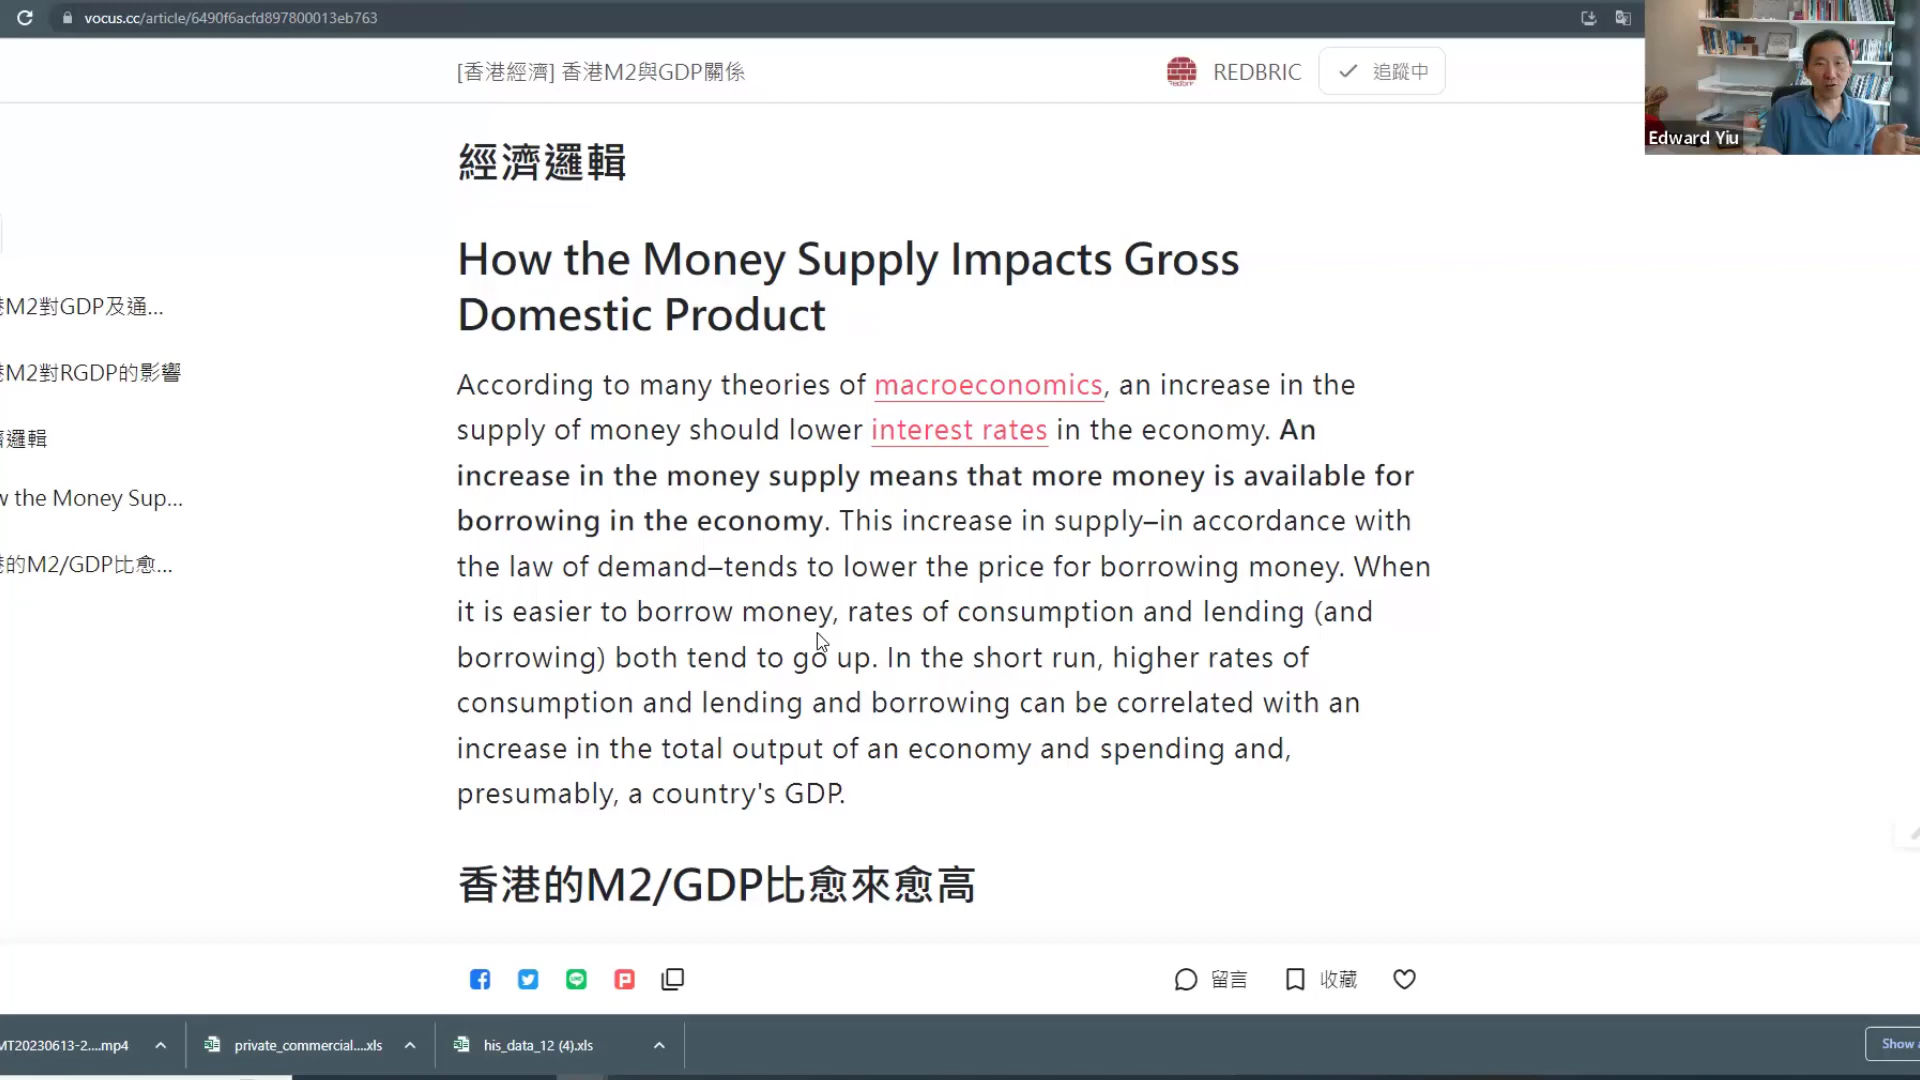 vocus.cc/article/6490f6acfd897800013eb763
[香港經濟] 香港M2與GDP關係
REDBRIC
追蹤中
Edward Yiu
經濟邏輯
How the Money Supply Impacts Gross
Domestic Product
M2對GDP及通...
M2對RGDP的影響
邏輯
w the Money Sup...
的M2/GDP比愈...
According to many theories of macroeconomics, an increase in the
supply of money should lower interest rates in the economy. An
increase in the money supply means that more money is available for
borrowing in the economy. This increase in supply–in accordance with
the law of demand–tends to lower the price for borrowing money. When
it is easier to borrow money, rates of consumption and lending (and
borrowing) both tend to go up. In the short run, higher rates of
consumption and lending and borrowing can be correlated with an
increase in the total output of an economy and spending and,
presumably, a country's GDP.
香港的M2/GDP比愈來愈高
留言
收藏
MT20230613-2....mp4
private_commercial....xls
his_data_12 (4).xls
Show